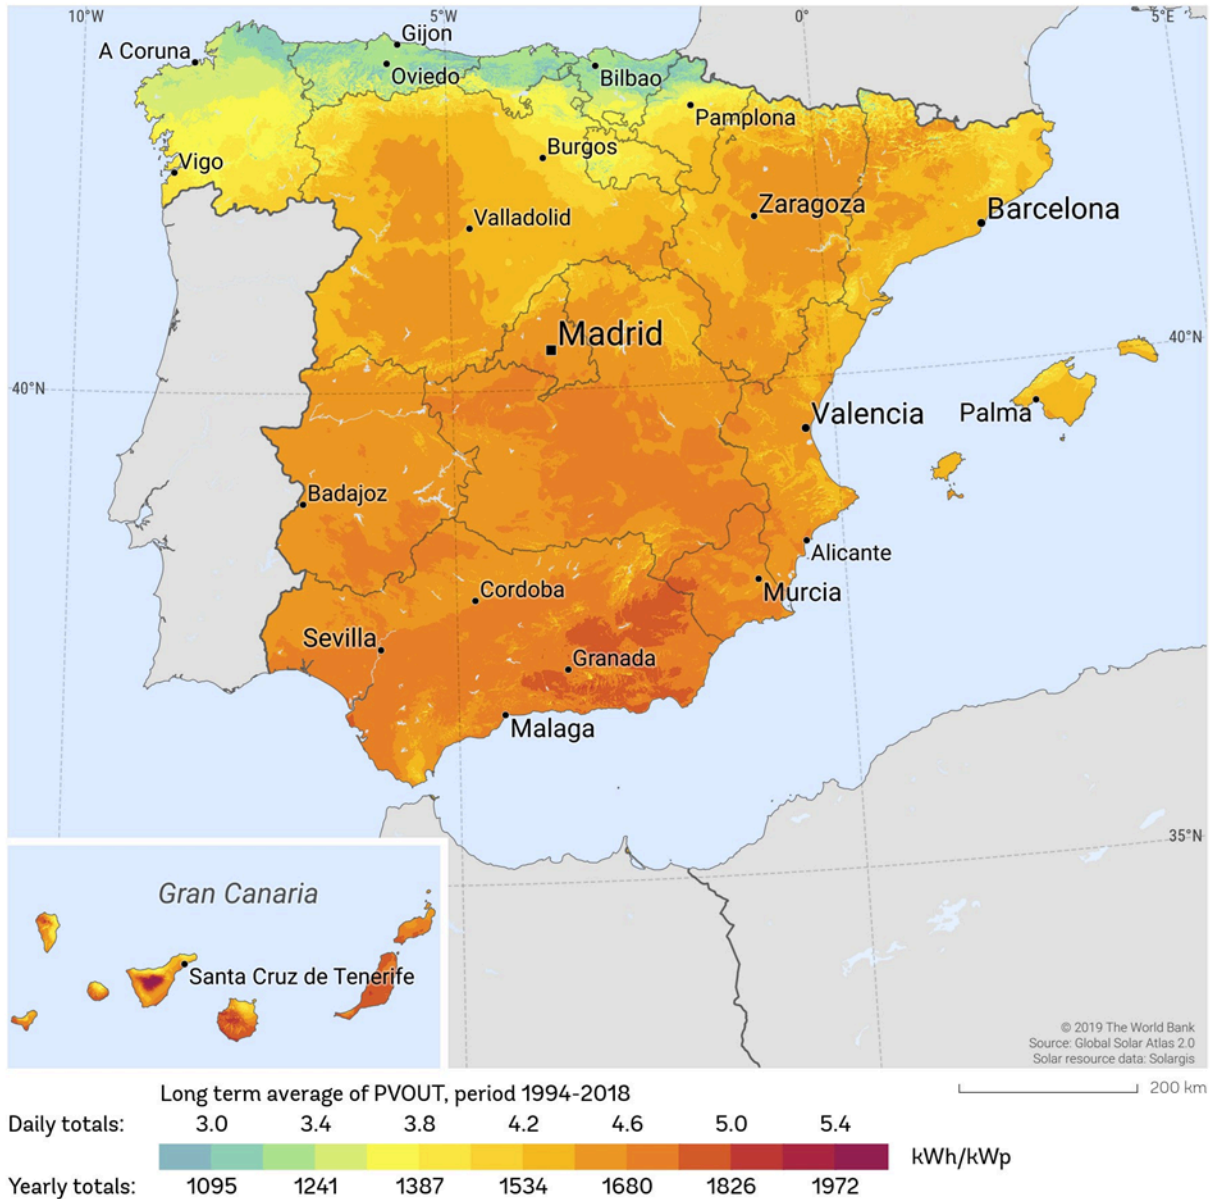 10°W
5°W
0°
5°E
Gijon
A Coruna
Oviedo
Bilbao
Pamplona
Burgos
Vigo
Zaragoza
Barcelona
Valladolid
Madrid
40°N
40°N
Valencia
Palma
Badajoz
Alicante
Cordoba
Murcia
Sevilla
Granada
Malaga
35°N
Gran Canaria
Santa Cruz de Tenerife
© 2019 The World Bank
Source: Global Solar Atlas 2.0
Solar resource data: Solargis
200 km
Long term average of PVOUT, period 1994-2018
Daily totals: 3.0 3.4 3.8 4.2 4.6 5.0 5.4
kWh/kWp
Yearly totals: 1095 1241 1387 1534 1680 1826 1972